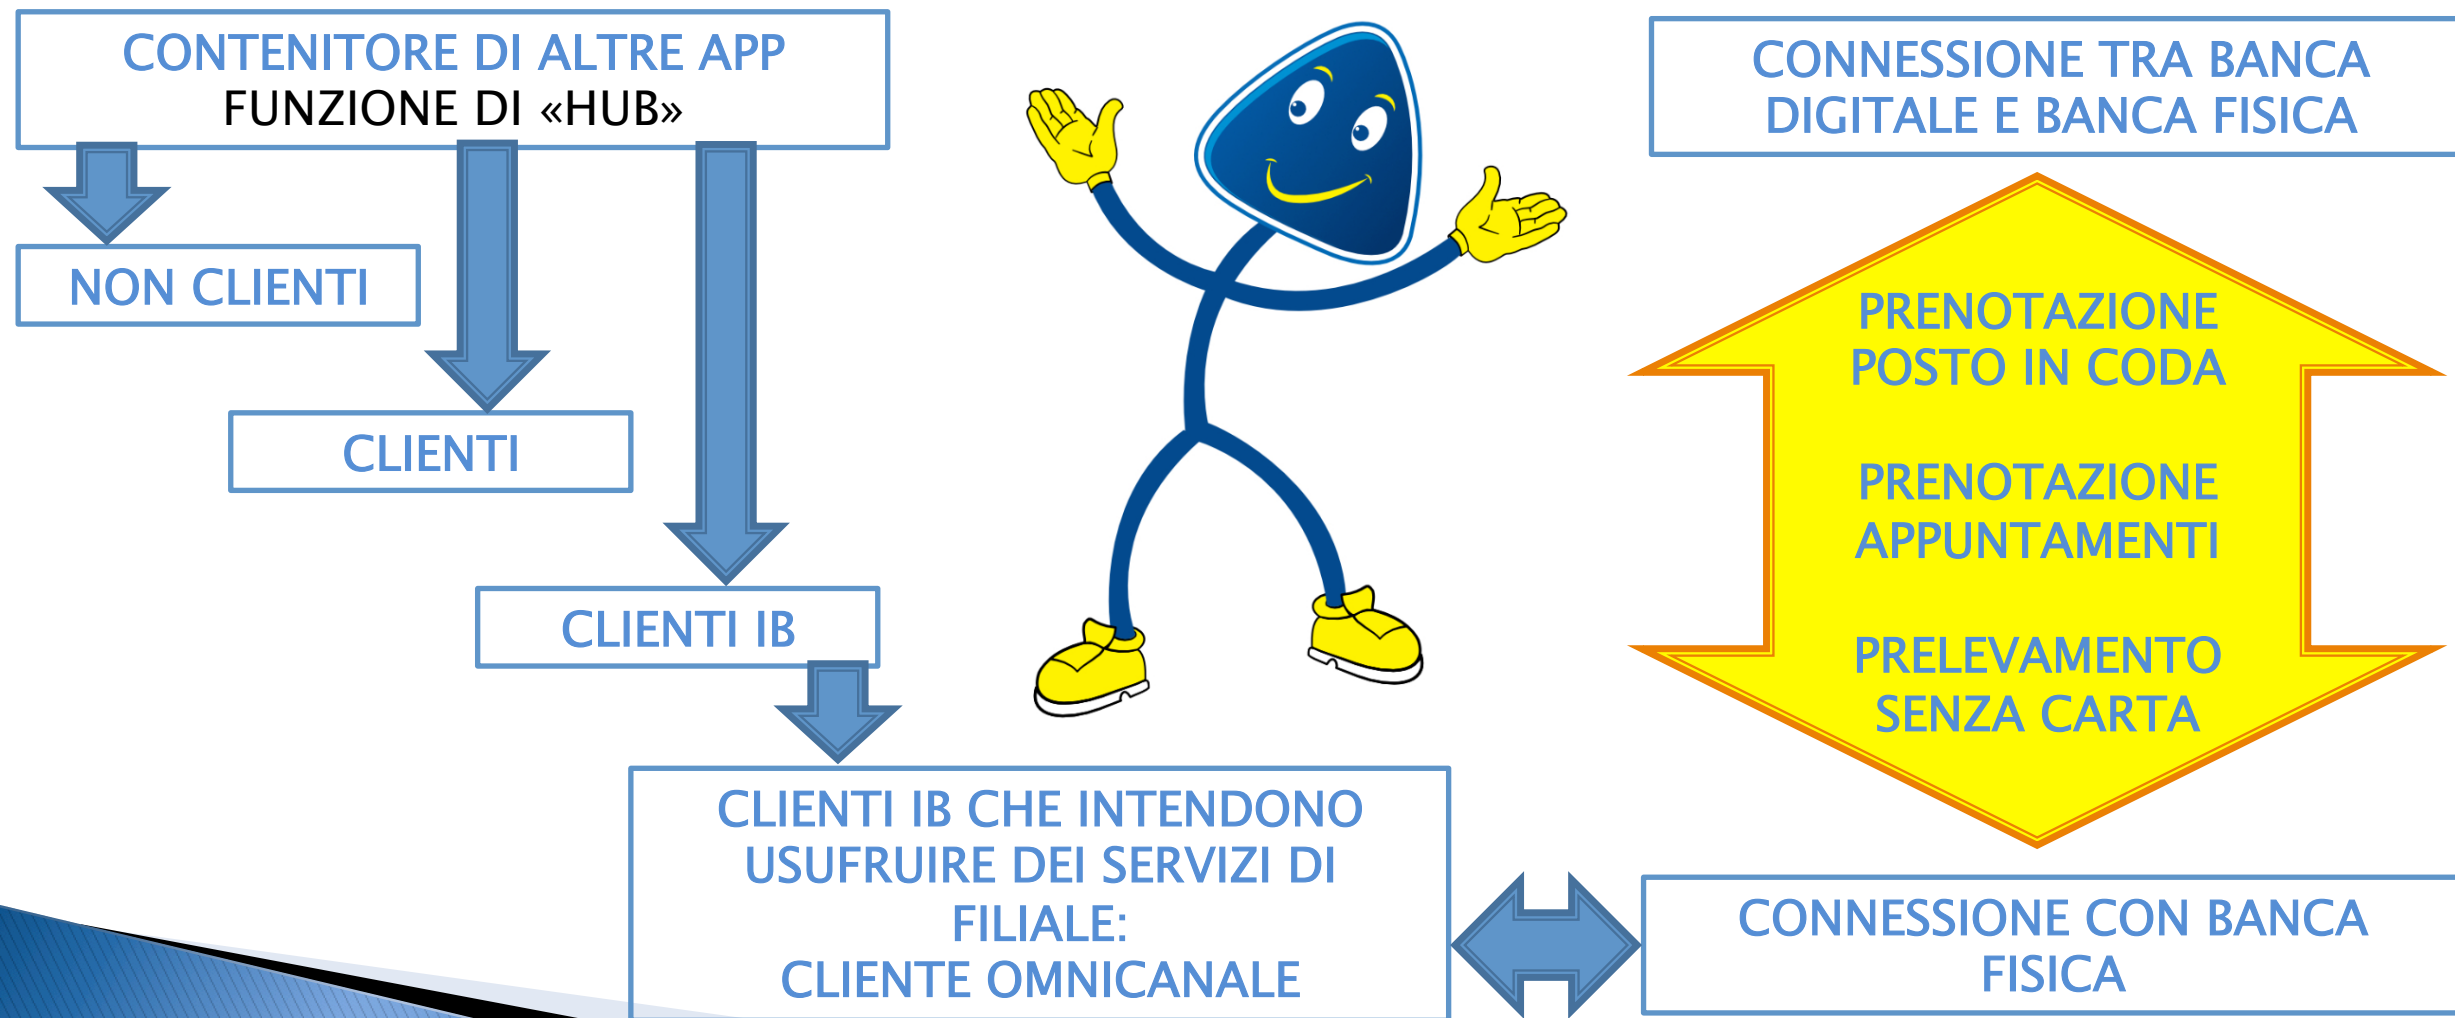 CONTENITORE DI ALTRE APP
FUNZIONE DI «HUB»
NON CLIENTI
CLIENTI
CLIENTI IB
CLIENTI IB CHE INTENDONO
USUFRUIRE DEI SERVIZI DI
FILIALE:
CLIENTE OMNICANALE
CONNESSIONE TRA BANCA
DIGITALE E BANCA FISICA
PRENOTAZIONE
POSTO IN CODA
PRENOTAZIONE
APPUNTAMENTI
PRELEVAMENTO
SENZA CARTA
CONNESSIONE CON BANCA
FISICA